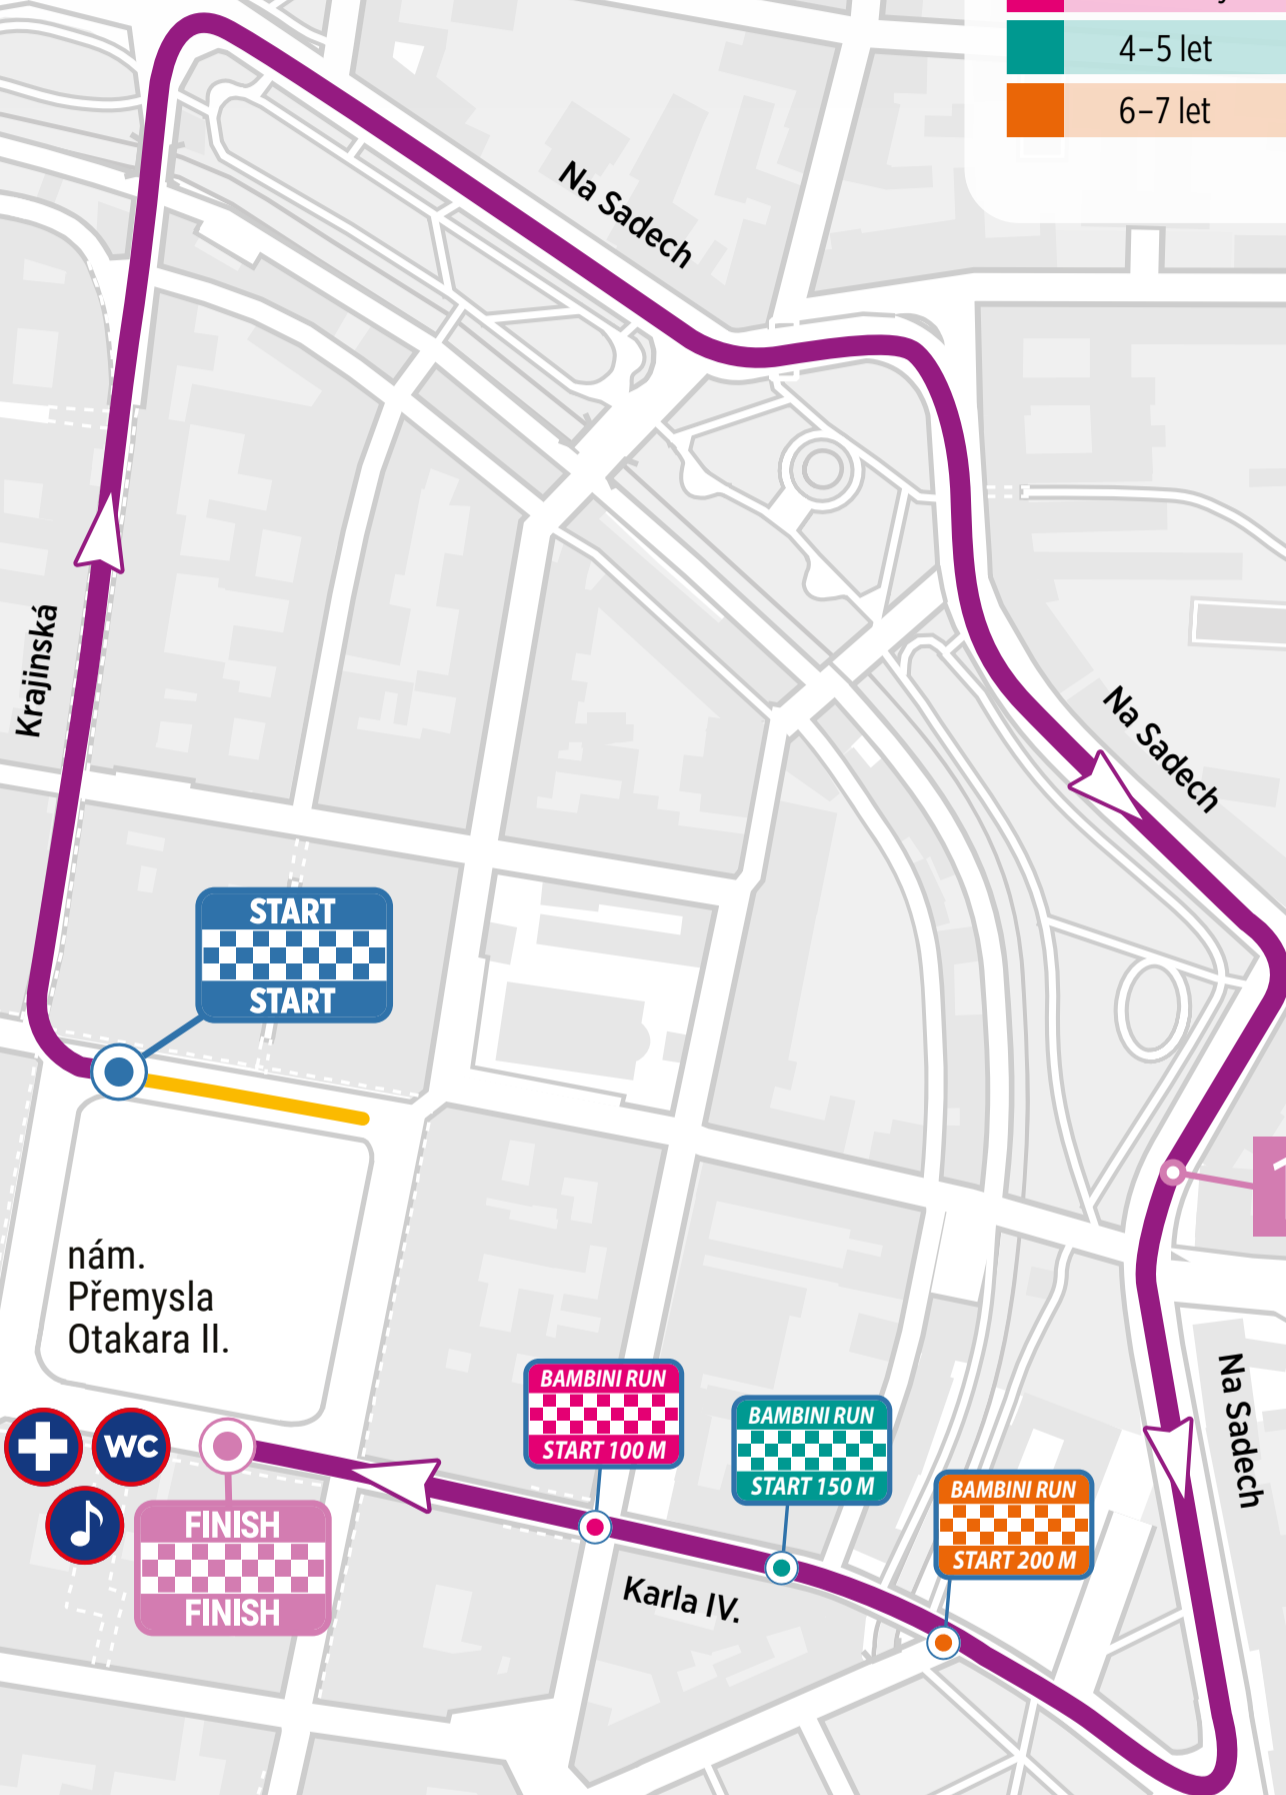 4–5 let
6–7 let
Na Sadech
Krajinská
Na Sadech
START
START
nám.
Přemysla
Otakara II.
BAMBINI RUN
START 100 M
BAMBINI RUN
START 150 M
BAMBINI RUN
START 200 M
Na Sadech
WC
FINISH
FINISH
Karla IV.